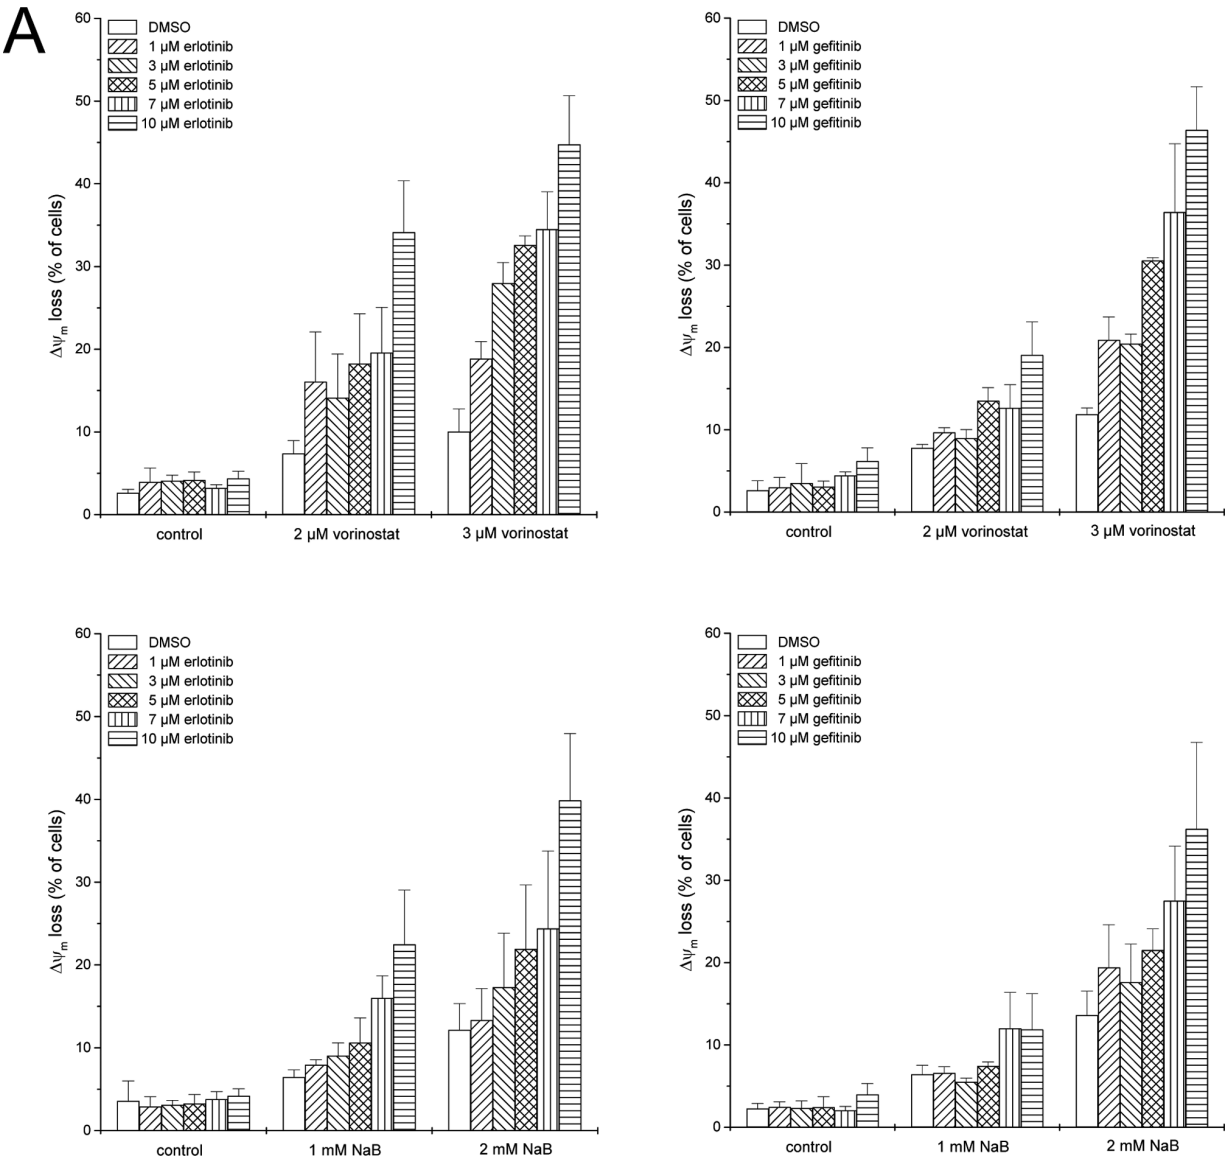 A
60
50
40
30
20
10
0
Δψm loss (% of cells)
DMSO
1 µM erlotinib
3 µM erlotinib
5 µM erlotinib
7 µM erlotinib
10 µM erlotinib
control
2 µM vorinostat
3 µM vorinostat
60
50
40
30
20
10
0
Δψm loss (% of cells)
DMSO
1 µM gefitinib
3 µM gefitinib
5 µM gefitinib
7 µM gefitinib
10 µM gefitinib
control
2 µM vorinostat
3 µM vorinostat
60
50
40
30
20
10
0
Δψm loss (% of cells)
DMSO
1 µM erlotinib
3 µM erlotinib
5 µM erlotinib
7 µM erlotinib
10 µM erlotinib
control
1 mM NaB
2 mM NaB
60
50
40
30
20
10
0
Δψm loss (% of cells)
DMSO
1 µM gefitinib
3 µM gefitinib
5 µM gefitinib
7 µM gefitinib
10 µM gefitinib
control
1 mM NaB
2 mM NaB